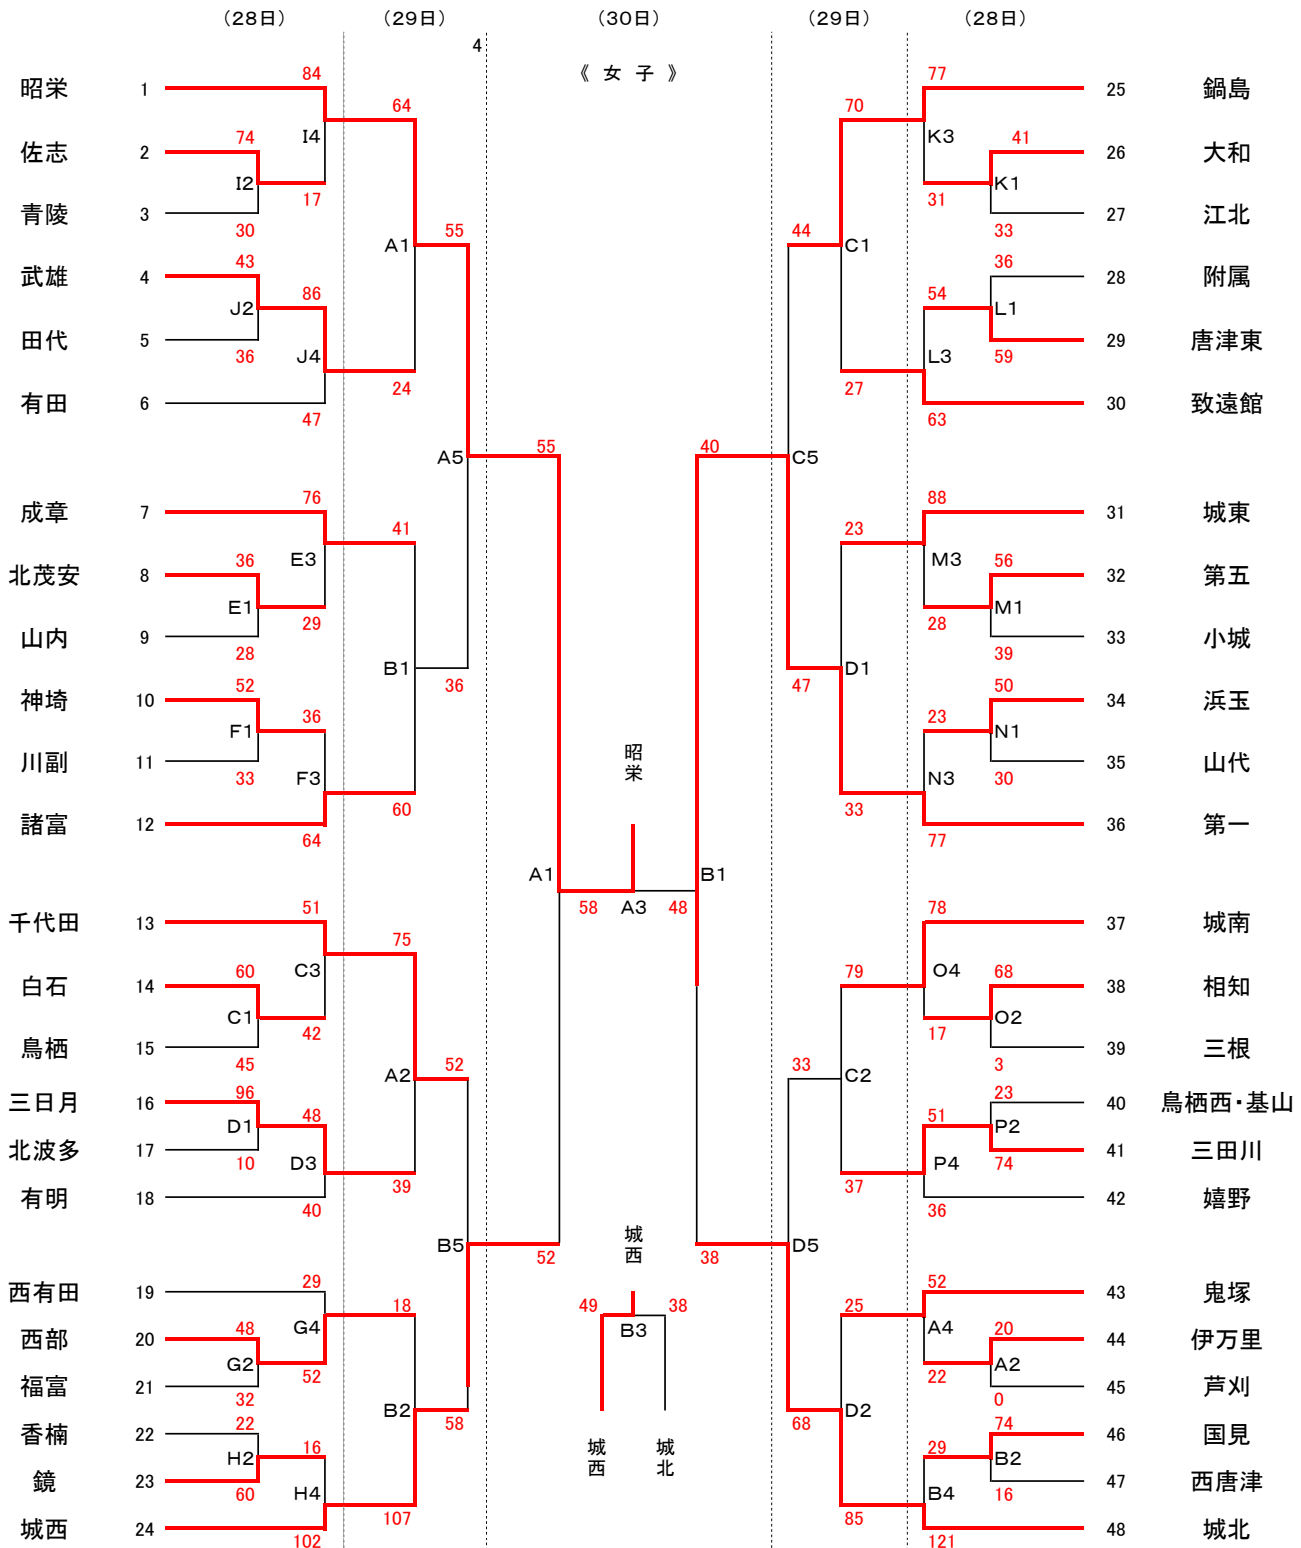 （28日） （29日） （30日） （29日） （28日）
4
《 女 子 》
84 77
昭栄 1 25 鍋島
64 70
74 I4 K3 41
佐志 2 26 大和
I2 K1
17 31
青陵 3 27 江北
30 33
A1 55 44 C1
43 36
武雄 4 28 附属
86 54
J2 L1
田代 5 29 唐津東
36 J4 L3 59
24 27
有田 6 30 致遠館
47 63
A5 55 40 C5
76 88
成章 7 31 城東
41 23
36 E3 M3 56
北茂安 8 32 第五
E1 M1
29 28
山内 9 33 小城
28 39
B1 36 47 D1
52 50
神埼 10 34 浜玉
36 23
F1 N1
川副 11 35 山代
33 F3 N3 30
60 33
諸富 12 36 第一
64 77
昭栄
A1 B1
58 A3 48
51 78
千代田 13 37 城南
75 79
60 C3 O4 68
白石 14 38 相知
C1 O2
42 17
鳥栖 15 39 三根
45 3
A2 52 33 C2
96 23
三日月 16 40 鳥栖西・基山
48 51
D1 P2
北波多 17 41 三田川
10 D3 P4 74
39 37
有明 18 42 嬉野
40 36
B5 52 38 D5
城西
29 52
西有田 19 43 鬼塚
18 49 38 25
48 G4 B3 A4 20
西部 20 44 伊万里
G2 A2
52 22
福富 21 45 芦刈
32 0
B2 58 68 D2
22 74
香楠 22 46 国見
16 29
H2 城西 城北 B2
鏡 23 47 西唐津
60 H4 B4 16
107 85
城西 24 48 城北
102 121